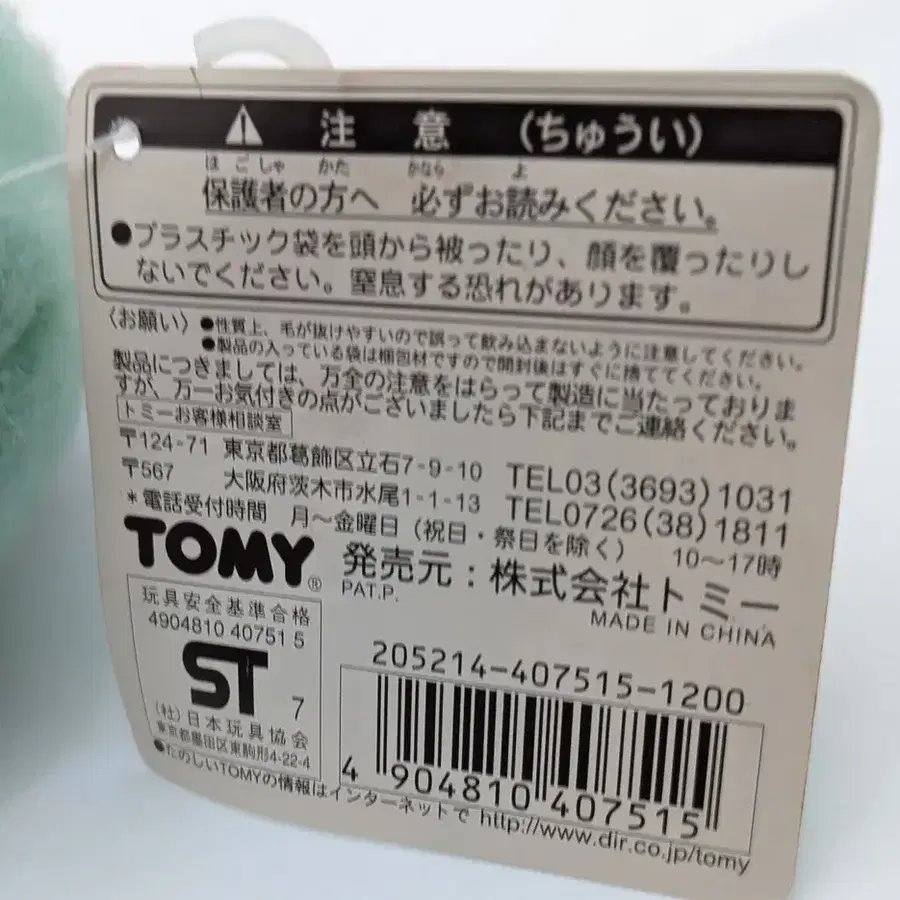 注意（ちゅうい）
ほごしゃ かた かなら よ
保護者の方へ 必ずお読みください。
●プラスチック袋を頭から被ったり、顔を覆ったりし
ないでください。窒息する恐れがあります。
〈お願い〉●性質上、毛が抜けやすいので誤って飲み込まないように注意してください。
●製品の入っている袋は梱包材ですので開封後はすぐに捨ててください。
製品につきましては、万全の注意をはらって製造に当たっておりま
すが、万一お気付きの点がございましたら下記までご連絡ください。
トミーお客様相談室
〒124-71 東京都葛飾区立石7-9-10 TEL03(3693)1031
〒567 大阪府茨木市水尾1-1-13 TEL0726(38)1811
*電話受付時間 月～金曜日(祝日・祭日を除く) 10～17時
TOMY® 発売元:株式会社トミー
PAT.P.
MADE IN CHINA
玩具安全基準合格
4904810 40751 5
ST 7
(社)日本玩具協会
東京都墨田区東駒形4-22-4
205214-407515-1200
4 904810 407515
●たのしいTOMYの情報はインターネットで http://www.dir.co.jp/tomy